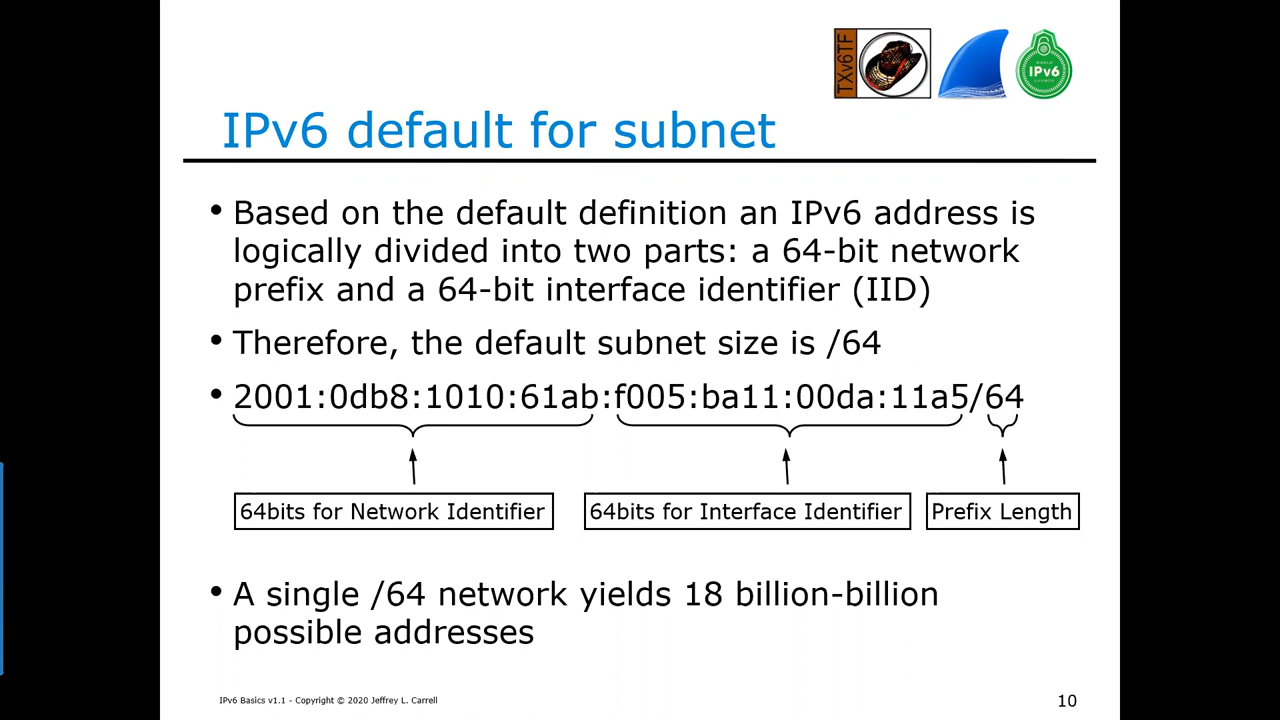 TXv6TF
WORLD
IPv6
LAUNCH
IPv6 default for subnet
• Based on the default definition an IPv6 address is
logically divided into two parts: a 64-bit network
prefix and a 64-bit interface identifier (IID)
• Therefore, the default subnet size is /64
• 2001:0db8:1010:61ab:f005:ba11:00da:11a5/64
64bits for Network Identifier
64bits for Interface Identifier
Prefix Length
• A single /64 network yields 18 billion-billion
possible addresses
IPv6 Basics v1.1 - Copyright © 2020 Jeffrey L. Carrell
10